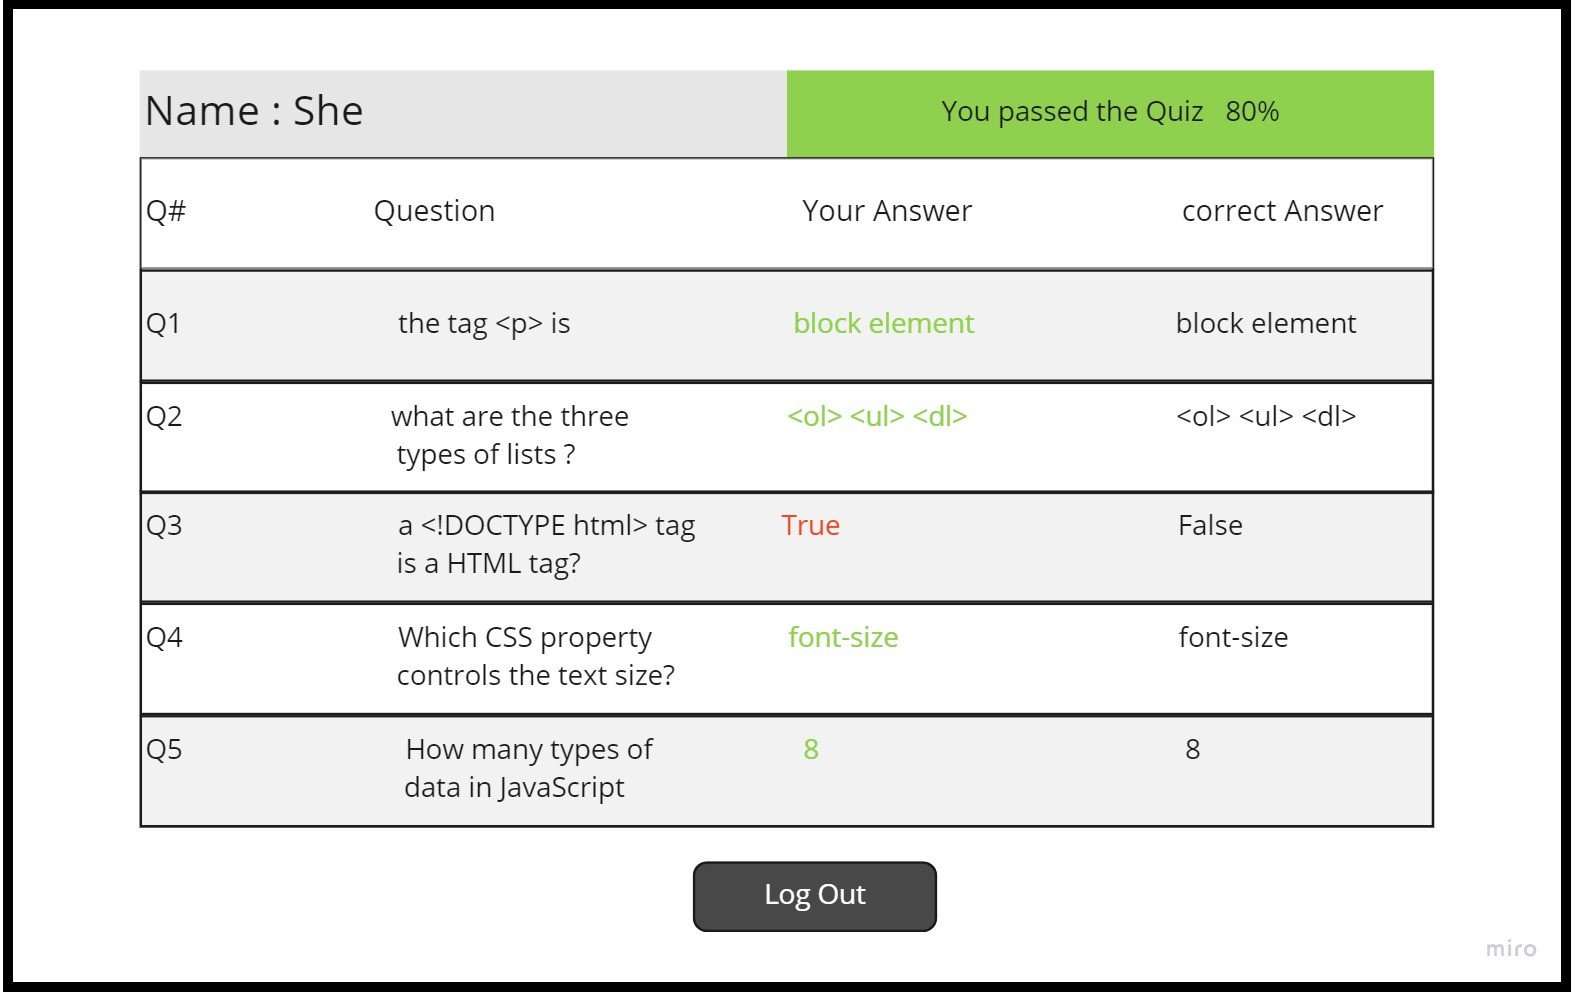 Name : She
You passed the Quiz 80%
Q# Question Your Answer correct Answer
Q1 the tag <p> is block element block element
Q2 what are the three <ol> <ul> <dl> <ol> <ul> <dl>
types of lists ?
Q3 a <!DOCTYPE html> tag True False
is a HTML tag?
Q4 Which CSS property font-size font-size
controls the text size?
Q5 How many types of 8 8
data in JavaScript
Log Out
miro